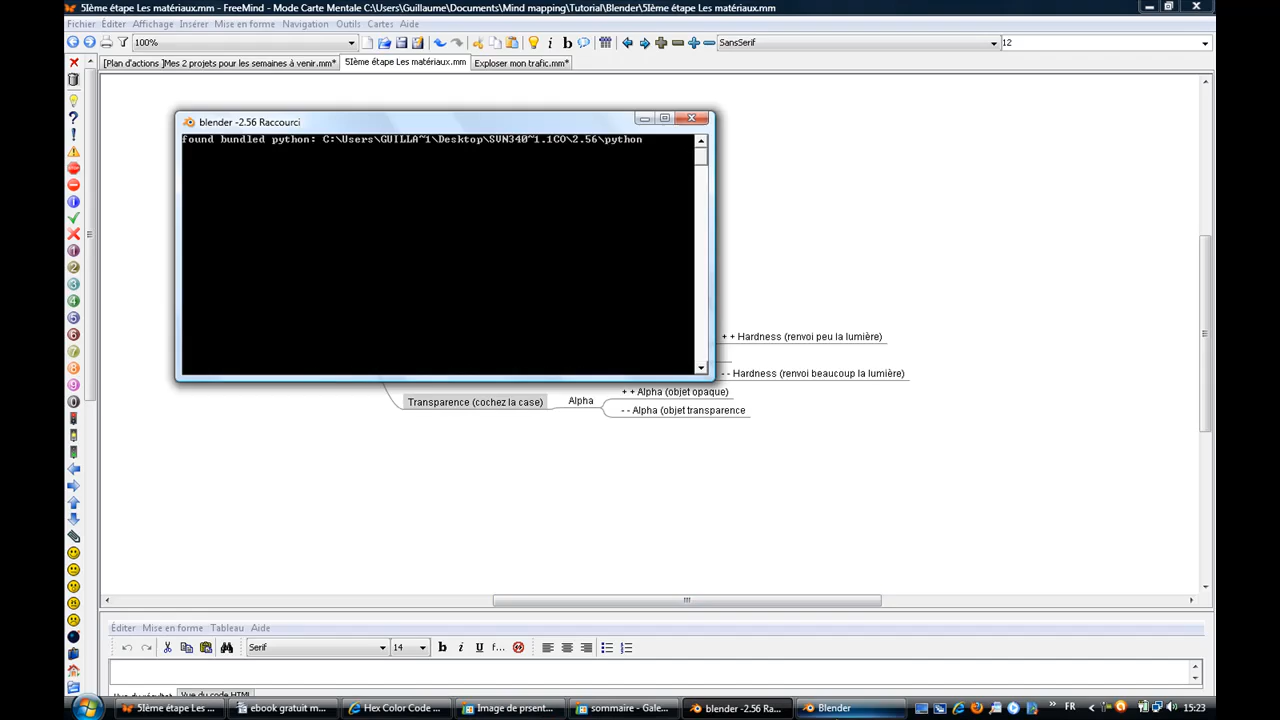 5Ième étape Les matériaux.mm - FreeMind - Mode Carte Mentale C:\Users\Guillaume\Documents\Mind mapping\Tutorial\Blender\5Ième étape Les matériaux.mm
Fichier Éditer Affichage Insérer Mise en forme Navigation Outils Cartes Aide
100% SansSerif 12
[Plan d'actions ]Mes 2 projets pour les semaines à venir.mm* 5Ième étape Les matériaux.mm Exploser mon trafic.mm*
blender -2.56 Raccourci
found bundled python: C:\Users\GUILLA~1\Desktop\SVN340~1.1CO\2.56\python
+ + Hardness (renvoi peu la lumière)
- - Hardness (renvoi beaucoup la lumière)
+ + Alpha (objet opaque)
Transparence (cochez la case) Alpha
- - Alpha (objet transparence
Éditer Mise en forme Tableau Aide
Serif 14
Vue du code HTML
5Ième étape Les ... ebook gratuit m... Hex Color Code ... Image de prsent... sommaire - Gale... blender -2.56 Ra... Blender FR 15:23